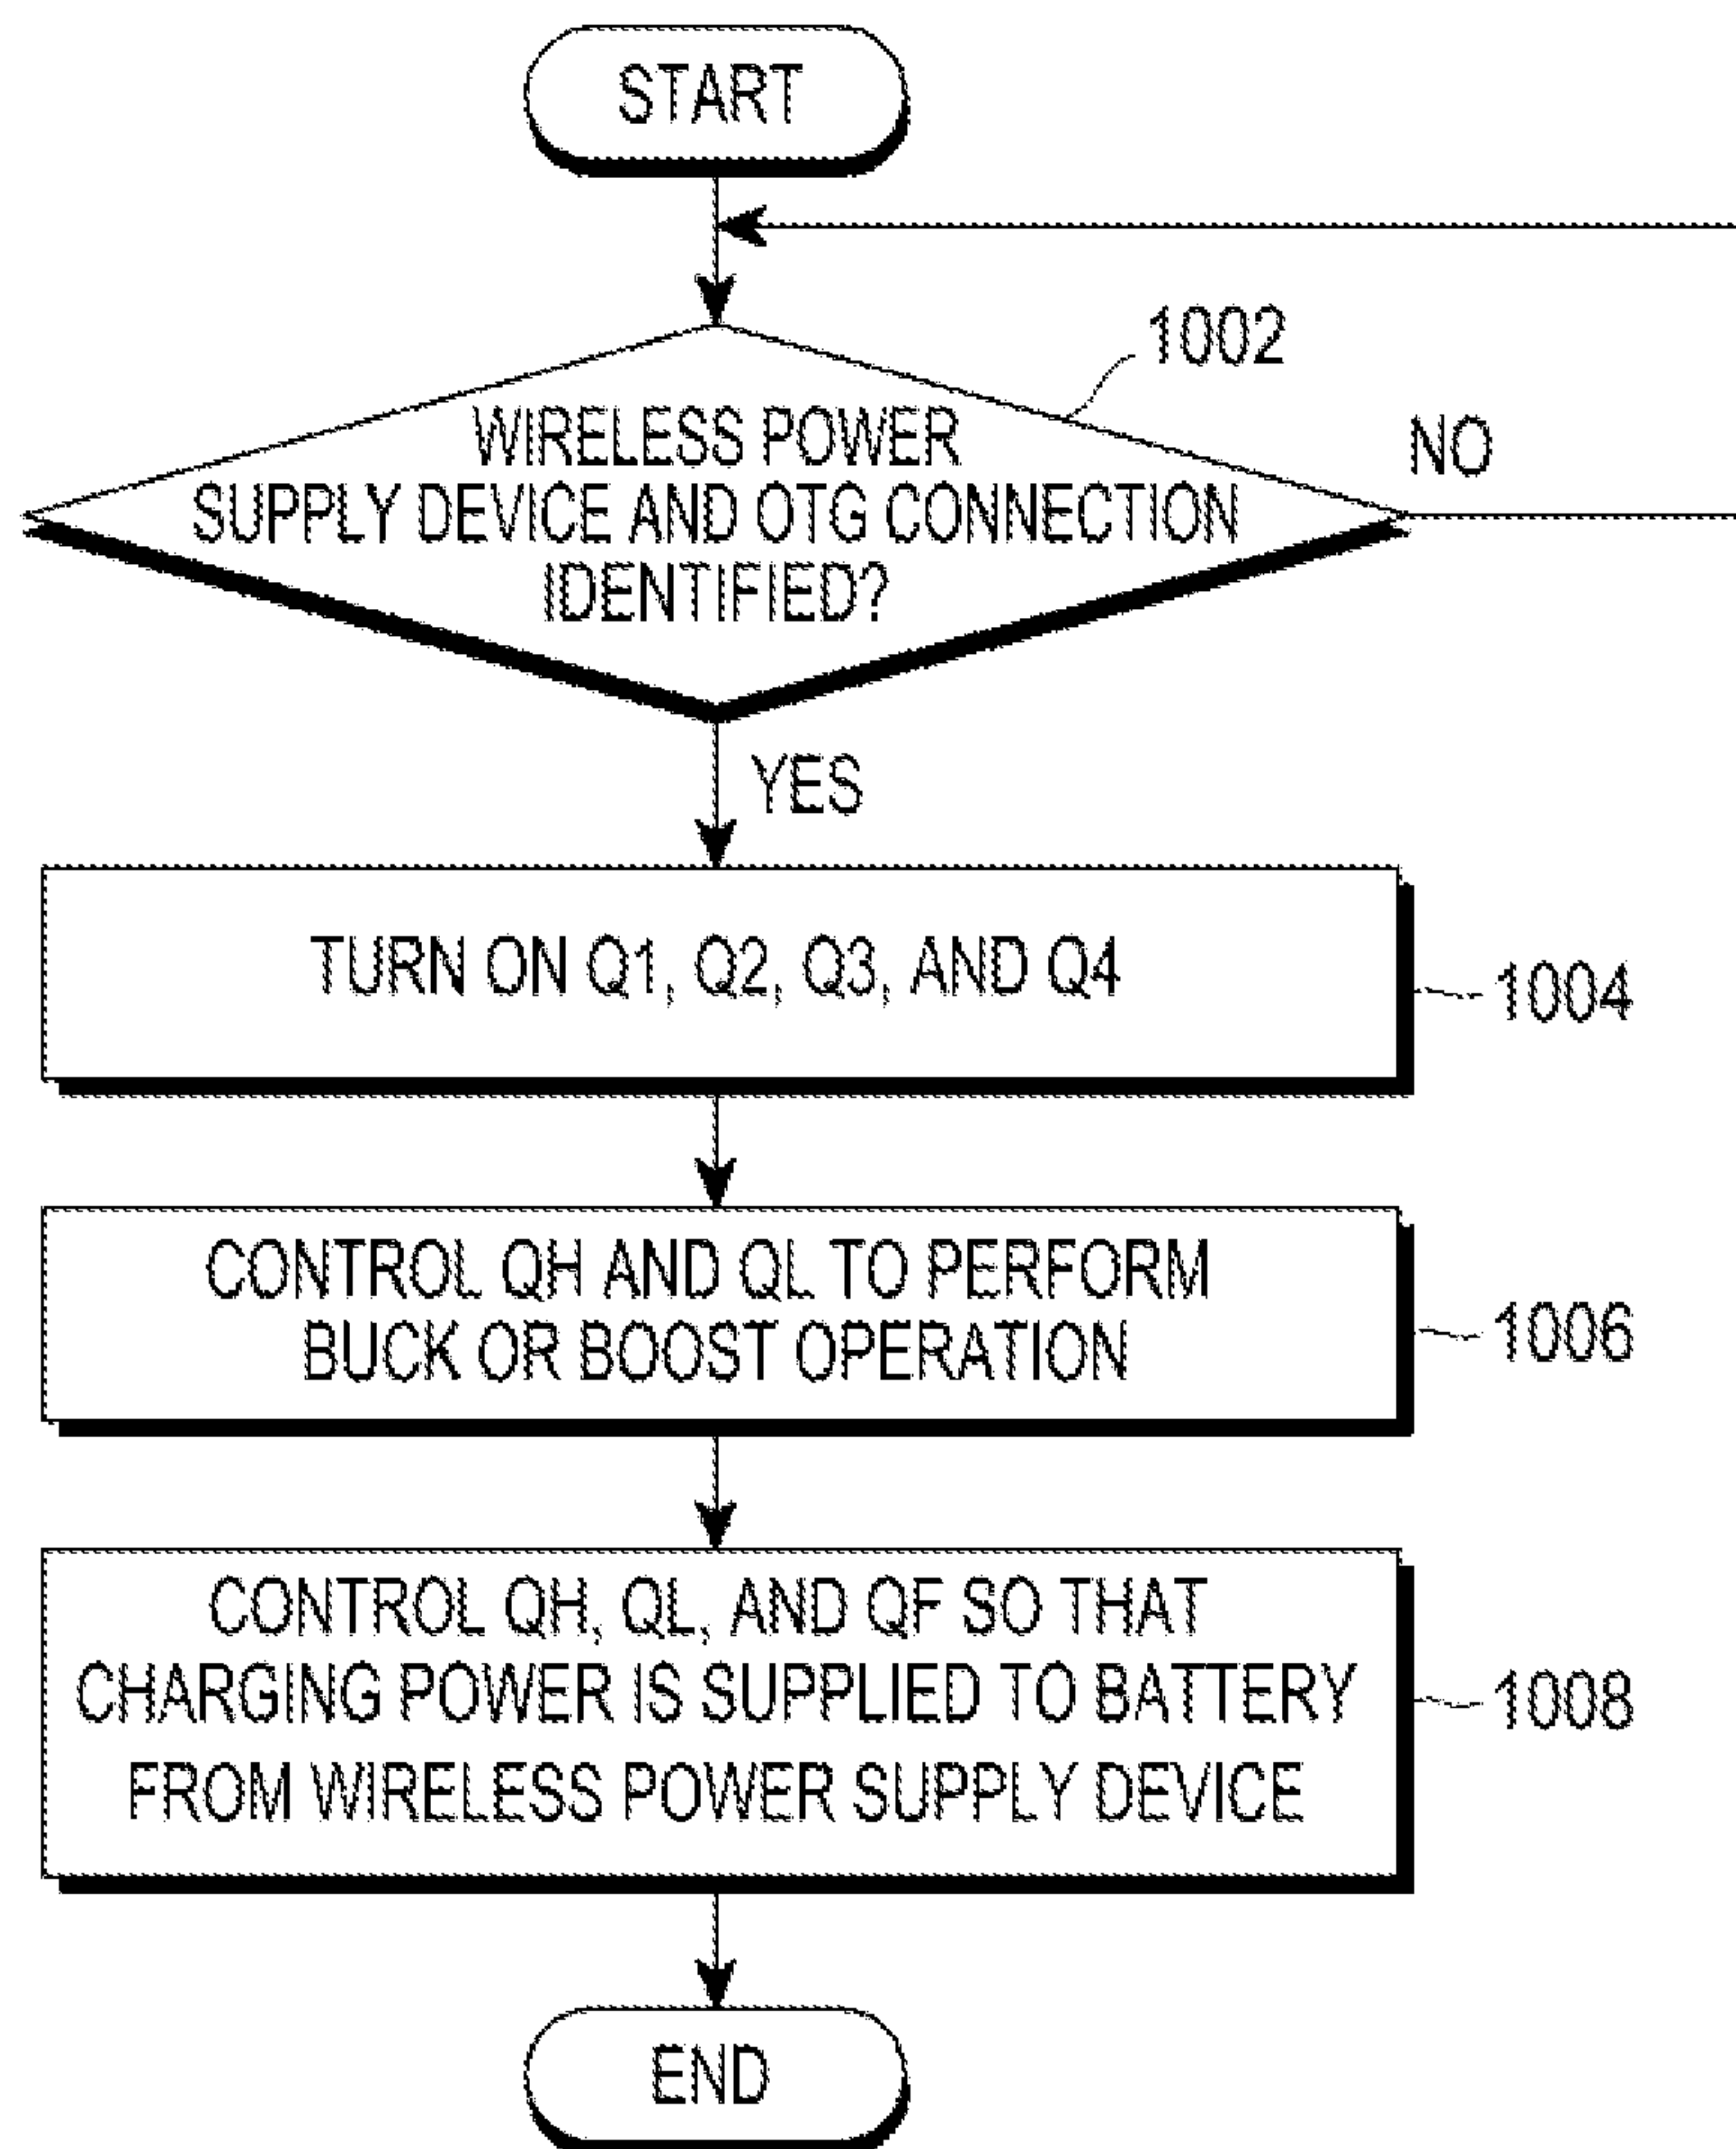 START
1002
WIRELESS POWER
SUPPLY DEVICE AND OTG CONNECTION
IDENTIFIED?
NO
YES
TURN ON Q1, Q2, Q3, AND Q4
1004
CONTROL QH AND QL TO PERFORM
BUCK OR BOOST OPERATION
1006
CONTROL QH, QL, AND QF SO THAT
CHARGING POWER IS SUPPLIED TO BATTERY
FROM WIRELESS POWER SUPPLY DEVICE
1008
END